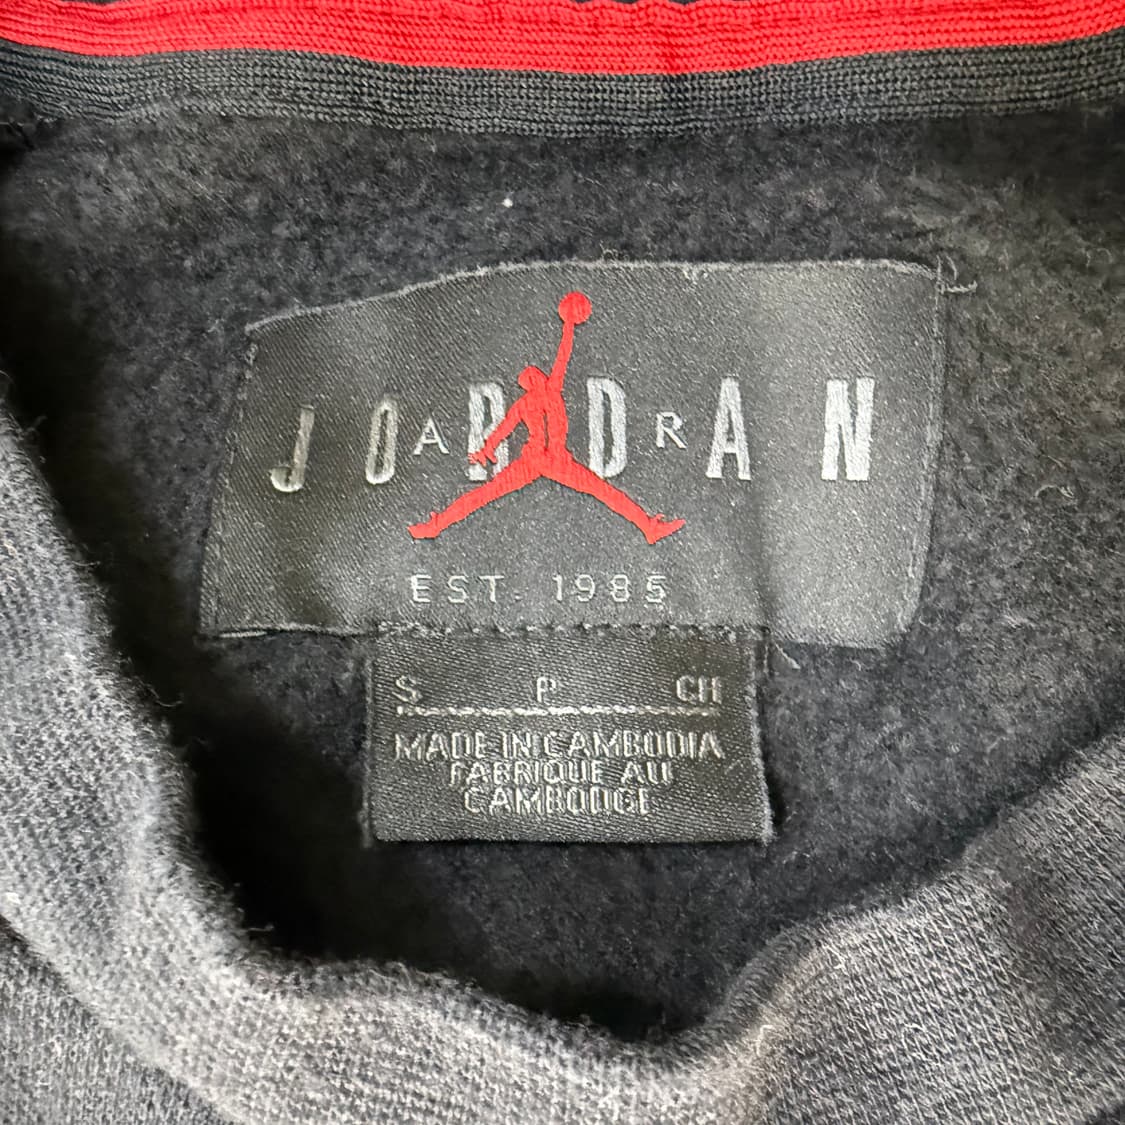 JORDAN
AIR
EST. 1985
S P CH
MADE IN CAMBODIA
FABRIQUE AU
CAMBODGE